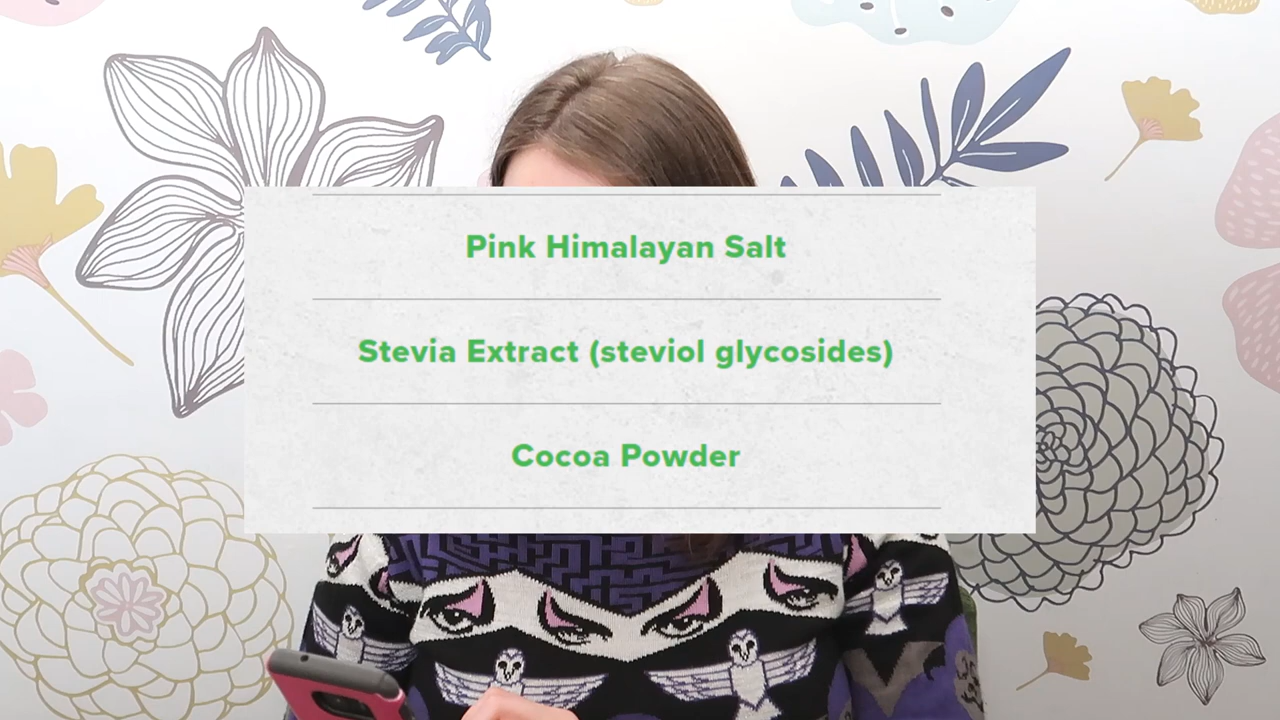 Pink Himalayan Salt
Stevia Extract (steviol glycosides)
Cocoa Powder